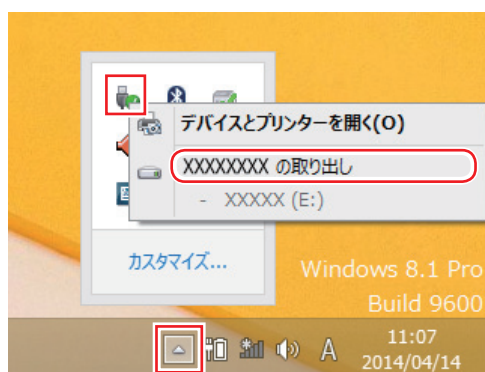 デバイスとプリンターを開く(O)
XXXXXXXX の取り出し
- XXXXX (E:)
カスタマイズ...
Windows 8.1 Pro
Build 9600
A
11:07
2014/04/14